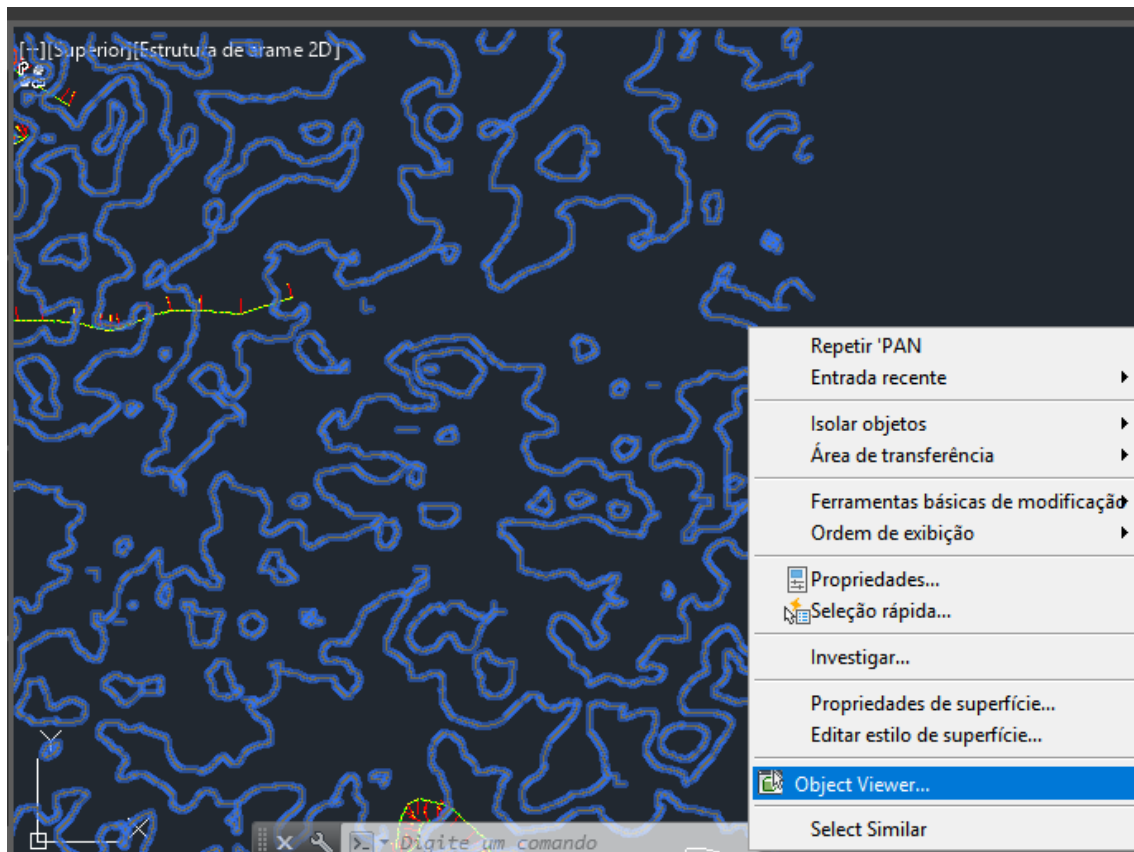 [-][Superior][Estrutura de arame 2D]
Repetir 'PAN
Entrada recente
Isolar objetos
Área de transferência
Ferramentas básicas de modificação
Ordem de exibição
Propriedades...
Seleção rápida...
Investigar...
Propriedades de superfície...
Editar estilo de superfície...
Object Viewer...
Select Similar
Y
X
Digite um comando